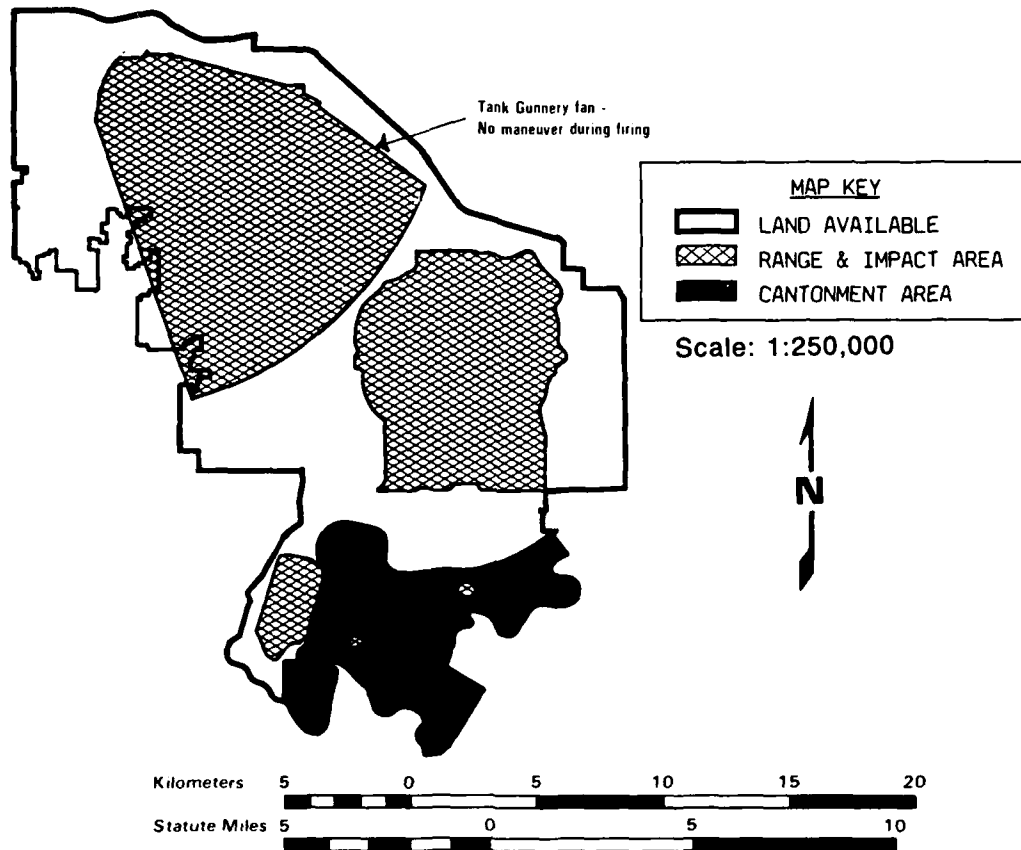 Tank Gunnery fan -
No maneuver during firing
MAP KEY
LAND AVAILABLE
RANGE & IMPACT AREA
CANTONMENT AREA
Scale: 1:250,000
N
Kilometers 5 0 5 10 15 20
Statute Miles 5 0 5 10